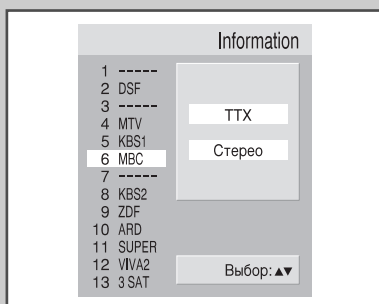 Information
1 -----
2 DSF
3 -----
4 MTV
5 KBS1
6 MBC
7 -----
8 KBS2
9 ZDF
10 ARD
11 SUPER
12 VIVA2
13 3 SAT
TTX
Стерео
Выбор: ▲▼